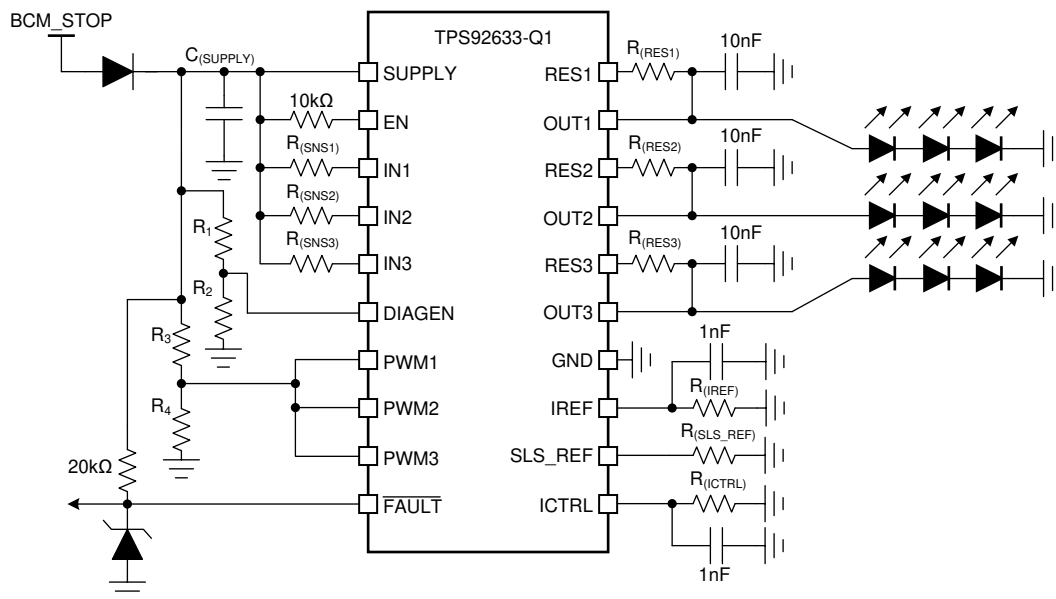 BCM_STOP
C(SUPPLY)
TPS92633-Q1
SUPPLY
EN
IN1
IN2
IN3
DIAGEN
PWM1
PWM2
PWM3
FAULT
RES1
OUT1
RES2
OUT2
RES3
OUT3
GND
IREF
SLS_REF
ICTRL
10kΩ
R(SNS1)
R(SNS2)
R(SNS3)
R1
R2
R3
R4
20kΩ
R(RES1)
10nF
R(RES2)
10nF
R(RES3)
10nF
1nF
R(IREF)
R(SLS_REF)
R(ICTRL)
1nF